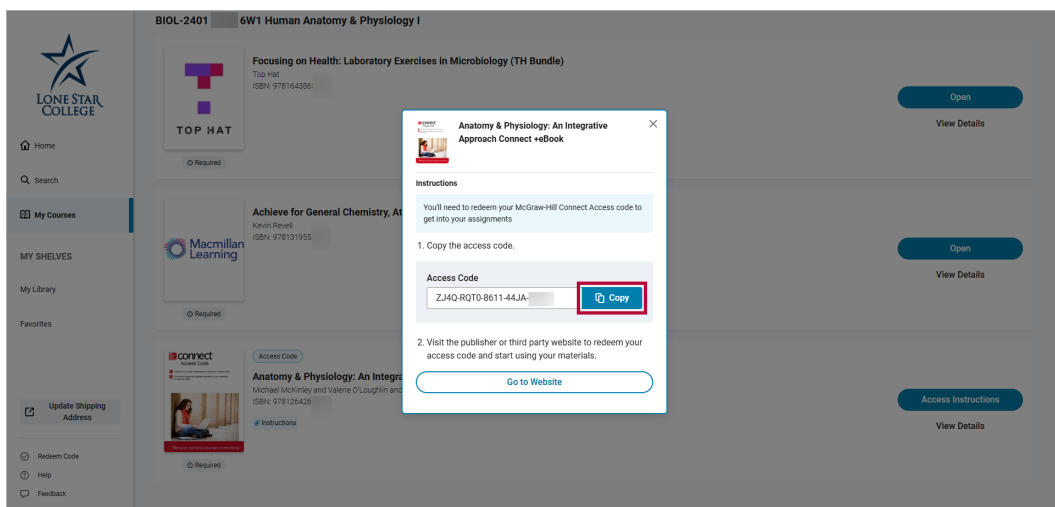 BIOL-2401 6W1 Human Anatomy & Physiology I
LONE STAR
COLLEGE
Home
Search
My Courses
MY SHELVES
My Library
Favorites
Update Shipping
Address
Redeem Code
Help
Feedback
TOP HAT
Required
Focusing on Health: Laboratory Exercises in Microbiology (TH Bundle)
Top Hat
ISBN: 978164386
Open
View Details
Macmillan
Learning
Required
Achieve for General Chemistry, At
Kevin Revell
ISBN: 978131955
Open
View Details
connect
Access Code
Required
Access Code
Anatomy & Physiology: An Integra
Michael McKinley and Valerie O'Loughlin and
ISBN: 978126426
Instructions
Access Instructions
View Details
connect
Anatomy & Physiology: An Integrative
Approach Connect +eBook
Instructions
You'll need to redeem your McGraw-Hill Connect Access code to
get into your assignments
1. Copy the access code.
Access Code
ZJ4Q-RQT0-8611-44JA-
Copy
2. Visit the publisher or third party website to redeem your
access code and start using your materials.
Go to Website